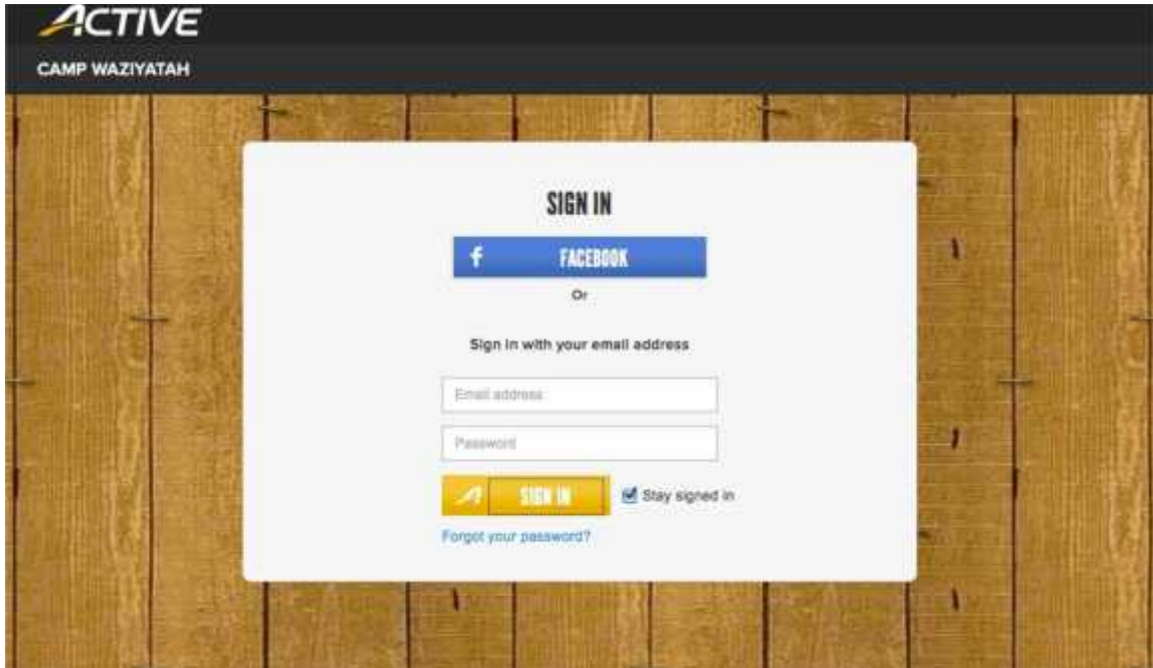 ACTIVE
CAMP WAZIYATAH
SIGN IN
f FACEBOOK
Or
Sign in with your email address
Email address
Password
SIGN IN Stay signed in
Forgot your password?